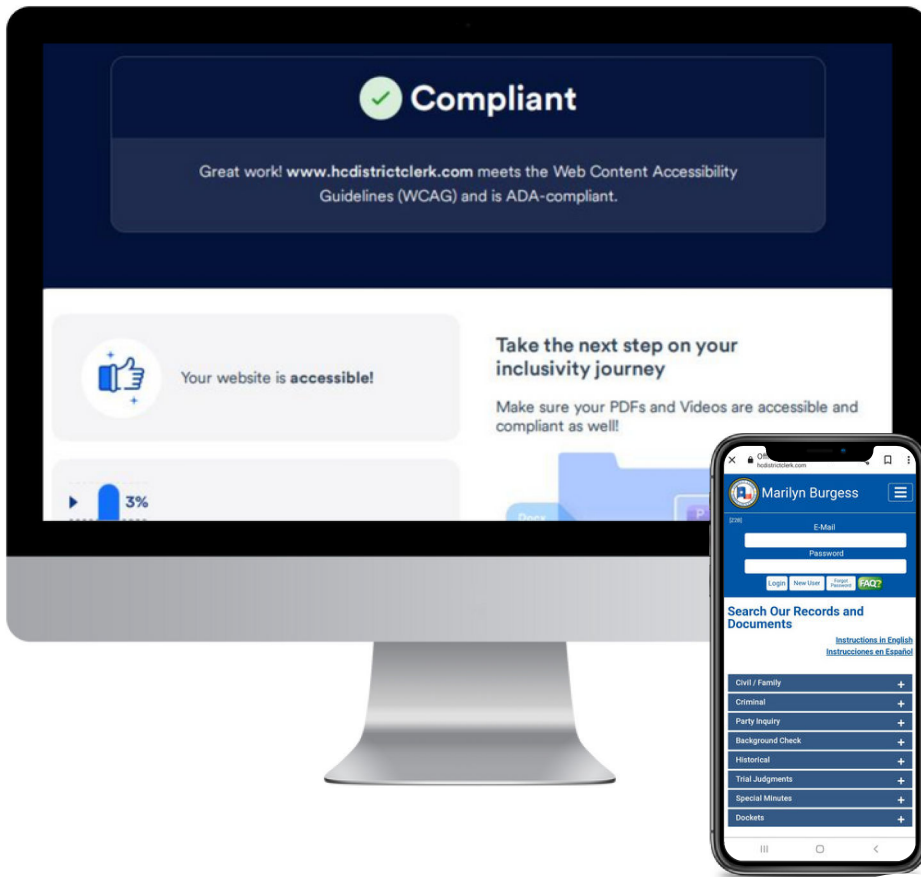 Compliant
Great work! www.hcdistrictclerk.com meets the Web Content Accessibility
Guidelines (WCAG) and is ADA-compliant.
Your website is accessible!
3%
Take the next step on your
inclusivity journey
Make sure your PDFs and Videos are accessible and
compliant as well!
Docx
hcdistrictclerk.com
Marilyn Burgess
[228]
E-Mail
Password
Login New User Forgot Password FAQ?
Search Our Records and
Documents
Instructions in English
Instrucciones en Español
Civil / Family
Criminal
Party Inquiry
Background Check
Historical
Trial Judgments
Special Minutes
Dockets